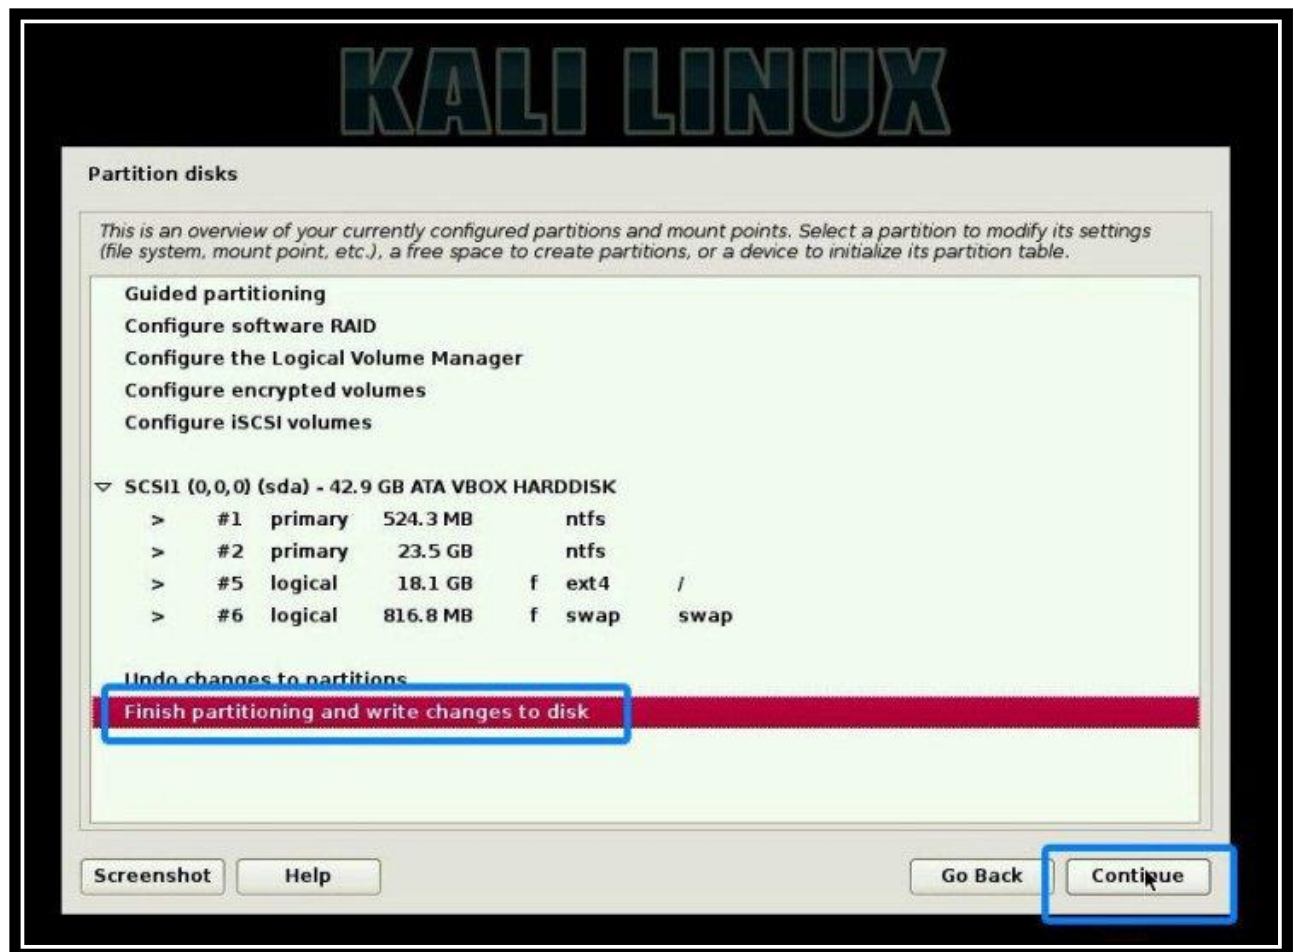 KALI LINUX
Partition disks
This is an overview of your currently configured partitions and mount points. Select a partition to modify its settings
(file system, mount point, etc.), a free space to create partitions, or a device to initialize its partition table.
Guided partitioning
Configure software RAID
Configure the Logical Volume Manager
Configure encrypted volumes
Configure iSCSI volumes
SCSI1 (0,0,0) (sda) - 42.9 GB ATA VBOX HARDDISK
> #1 primary 524.3 MB ntfs
> #2 primary 23.5 GB ntfs
> #5 logical 18.1 GB f ext4 /
> #6 logical 816.8 MB f swap swap
Undo changes to partitions
Finish partitioning and write changes to disk
Screenshot Help Go Back Continue